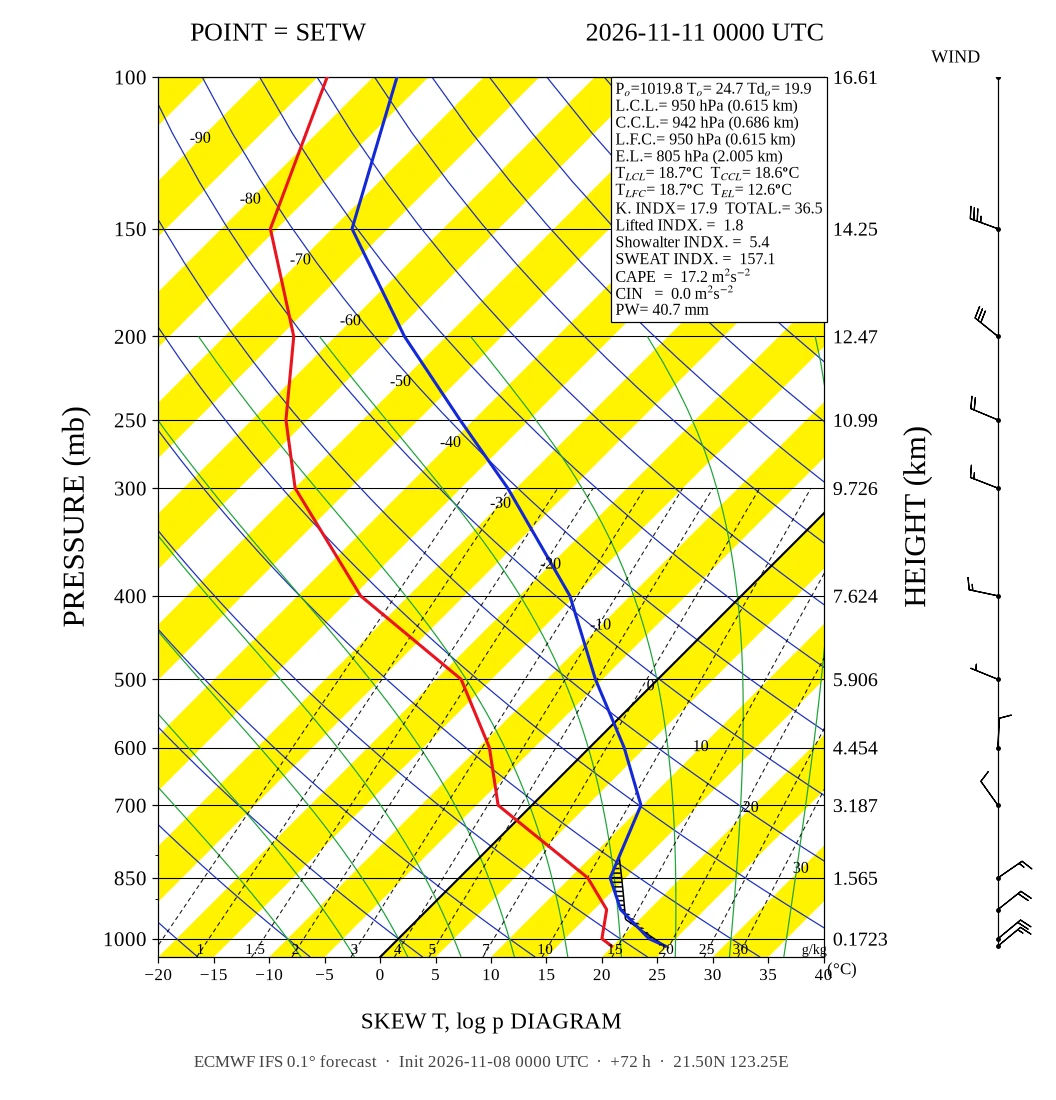 POINT = SETW
2026-11-11 0000 UTC
WIND
Pₒ=1019.8 Tₒ= 24.7 Tdₒ= 19.9
L.C.L.= 950 hPa (0.615 km)
C.C.L.= 942 hPa (0.686 km)
L.F.C.= 950 hPa (0.615 km)
E.L.= 805 hPa (2.005 km)
T_LCL= 18.7°C T_CCL= 18.6°C
T_LFC= 18.7°C T_EL= 12.6°C
K. INDX= 17.9 TOTAL.= 36.5
Lifted INDX. = 1.8
Showalter INDX. = 5.4
SWEAT INDX. = 157.1
CAPE = 17.2 m²s⁻²
CIN = 0.0 m²s⁻²
PW= 40.7 mm
100
150
200
250
300
400
500
600
700
850
1000
PRESSURE (mb)
16.61
14.25
12.47
10.99
9.726
7.624
5.906
4.454
3.187
1.565
0.1723
HEIGHT (km)
-90
-80
-70
-60
-50
-40
-30
-20
-10
0
10
20
30
1 1.5 2 3 4 5 7 10 15 20 25 30 g/kg
−20 −15 −10 −5 0 5 10 15 20 25 30 35 40
(°C)
SKEW T, log p DIAGRAM
ECMWF IFS 0.1° forecast · Init 2026-11-08 0000 UTC · +72 h · 21.50N 123.25E